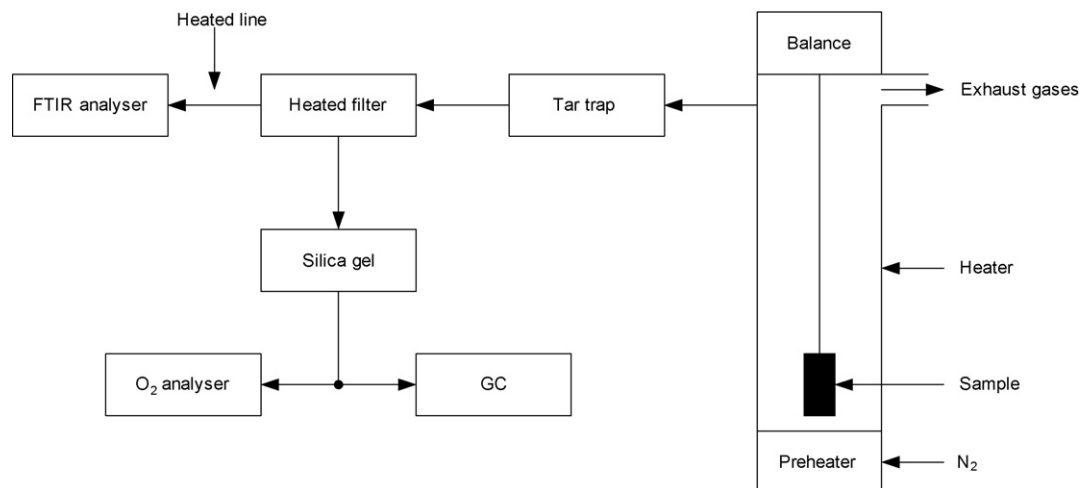 Heated line
Balance
FTIR analyser
Heated filter
Tar trap
Exhaust gases
Silica gel
Heater
O₂ analyser
GC
Sample
Preheater
N₂